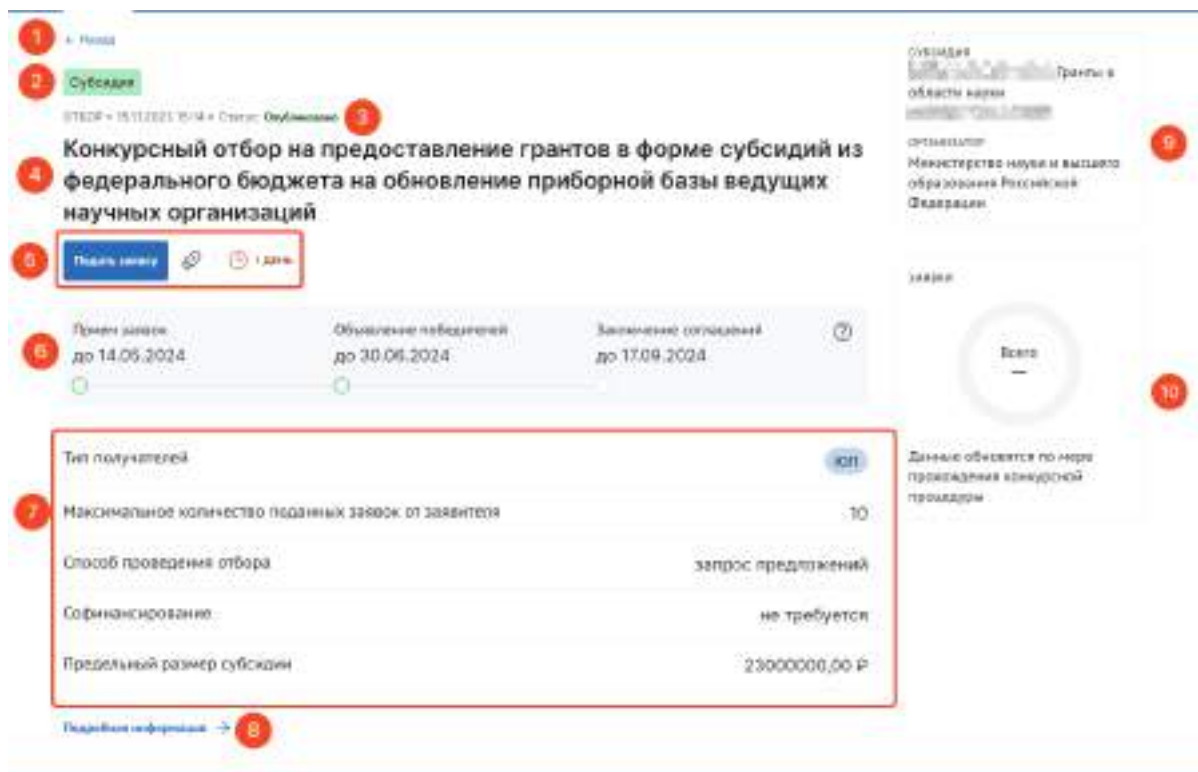 1
← Назад
2
Субсидия
Статус: Опубликовано
3
4
Конкурсный отбор на предоставление грантов в форме субсидий из
федерального бюджета на обновление приборной базы ведущих
научных организаций
5
Подать заявку
1 день
6
Прием заявок
до 14.05.2024
Объявление победителей
до 30.06.2024
Заключение соглашений
до 17.09.2024
?
7
Тип получателей
ЮЛ
Максимальное количество поданных заявок от заявителя
10
Способ проведения отбора
запрос предложений
Софинансирование
не требуется
Предельный размер субсидии
23000000,00 ₽
Подробная информация →
8
СУБСИДИЯ
Гранты в
области науки
ОРГАНИЗАТОР
Министерство науки и высшего
образования Российской
Федерации
9
ЗАЯВКИ
Всего
—
10
Данные обновятся по мере
прохождения конкурсной
процедуры